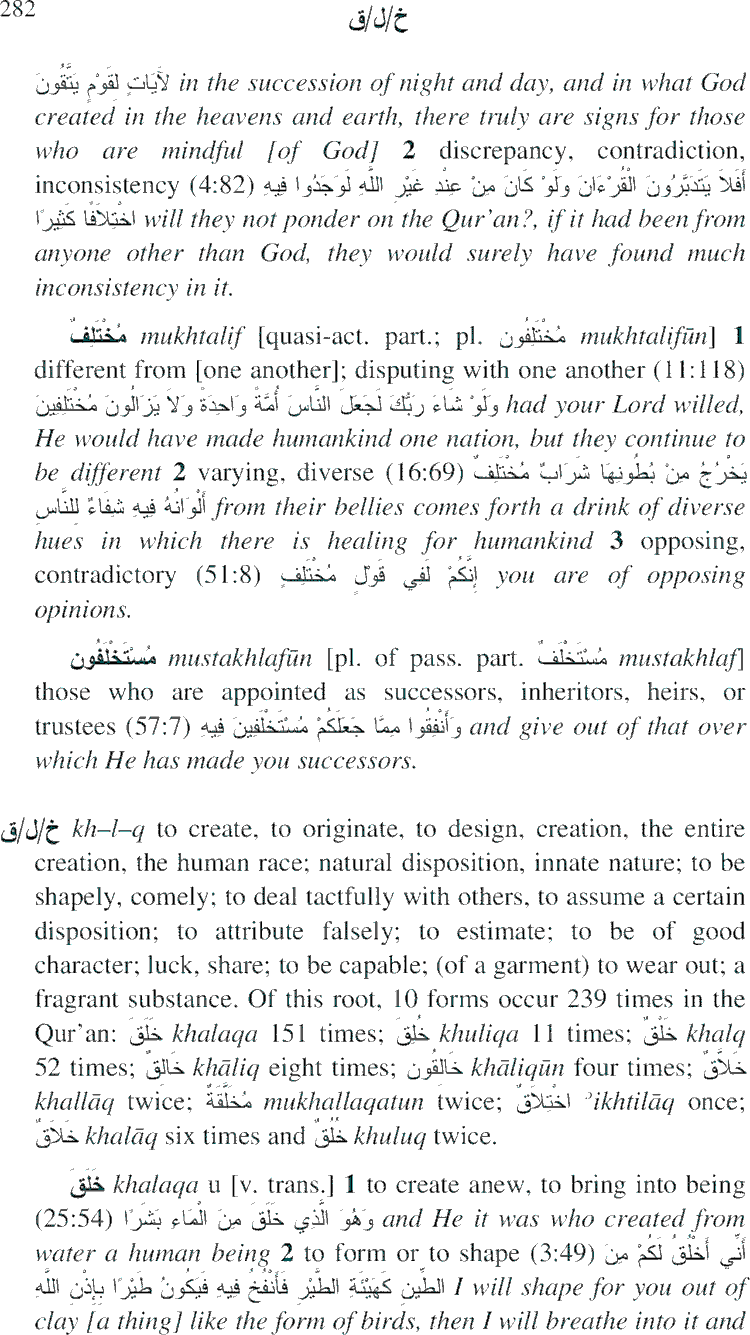 282
خ/ل/ق
لَآيَاتٍ لِقَوْمٍ يَتَّقُونَ in the succession of night and day, and in what God
created in the heavens and earth, there truly are signs for those
who are mindful [of God] 2 discrepancy, contradiction,
inconsistency (4:82) أَفَلاَ يَتَدَبَّرُونَ الْقُرْءَانَ وَلَوْ كَانَ مِنْ عِنْدِ غَيْرِ اللَّهِ لَوَجَدُوا فِيهِ
اخْتِلَافًا كَثِيرًا will they not ponder on the Qur'an?, if it had been from
anyone other than God, they would surely have found much
inconsistency in it.
مُخْتَلِفٌ mukhtalif [quasi-act. part.; pl. مُخْتَلِفُون mukhtalifūn] 1
different from [one another]; disputing with one another (11:118)
وَلَوْ شَاءَ رَبُّكَ لَجَعَلَ النَّاسَ أُمَّةً وَاحِدَةً وَلاَ يَزَالُونَ مُخْتَلِفِينَ had your Lord willed,
He would have made humankind one nation, but they continue to
be different 2 varying, diverse (16:69) يَخْرُجُ مِنْ بُطُونِهَا شَرَابٌ مُخْتَلِفٌ
أَلْوَانُهُ فِيهِ شِفَاءٌ لِلنَّاسِ from their bellies comes forth a drink of diverse
hues in which there is healing for humankind 3 opposing,
contradictory (51:8) إِنَّكُمْ لَفِي قَوْلٍ مُخْتَلِفٍ you are of opposing
opinions.
مُسْتَخْلَفُون mustakhlafūn [pl. of pass. part. مُسْتَخْلَفٌ mustakhlaf]
those who are appointed as successors, inheritors, heirs, or
trustees (57:7) وَأَنْفِقُوا مِمَّا جَعَلَكُمْ مُسْتَخْلَفِينَ فِيهِ and give out of that over
which He has made you successors.
خ/ل/ق kh–l–q to create, to originate, to design, creation, the entire
creation, the human race; natural disposition, innate nature; to be
shapely, comely; to deal tactfully with others, to assume a certain
disposition; to attribute falsely; to estimate; to be of good
character; luck, share; to be capable; (of a garment) to wear out; a
fragrant substance. Of this root, 10 forms occur 239 times in the
Qur'an: خَلَقَ khalaqa 151 times; خُلِقَ khuliqa 11 times; خَلْقٌ khalq
52 times; خَالِقٌ khāliq eight times; خَالِقُون khāliqūn four times; خَلاَّقٌ
khallāq twice; مُخَلَّقَةٌ mukhallaqatun twice; اخْتِلاَقٌ ʾikhtilāq once;
خَلَاقٌ khalāq six times and خُلُقٌ khuluq twice.
خَلَقَ khalaqa u [v. trans.] 1 to create anew, to bring into being
(25:54) وَهُوَ الَّذِي خَلَقَ مِنَ الْمَاءِ بَشَرًا and He it was who created from
water a human being 2 to form or to shape (3:49) أَنِّي أَخْلُقُ لَكُمْ مِنَ
الطِّينِ كَهَيْئَةِ الطَّيْرِ فَأَنْفُخُ فِيهِ فَيَكُونُ طَيْرًا بِإِذْنِ اللَّهِ I will shape for you out of
clay [a thing] like the form of birds, then I will breathe into it and